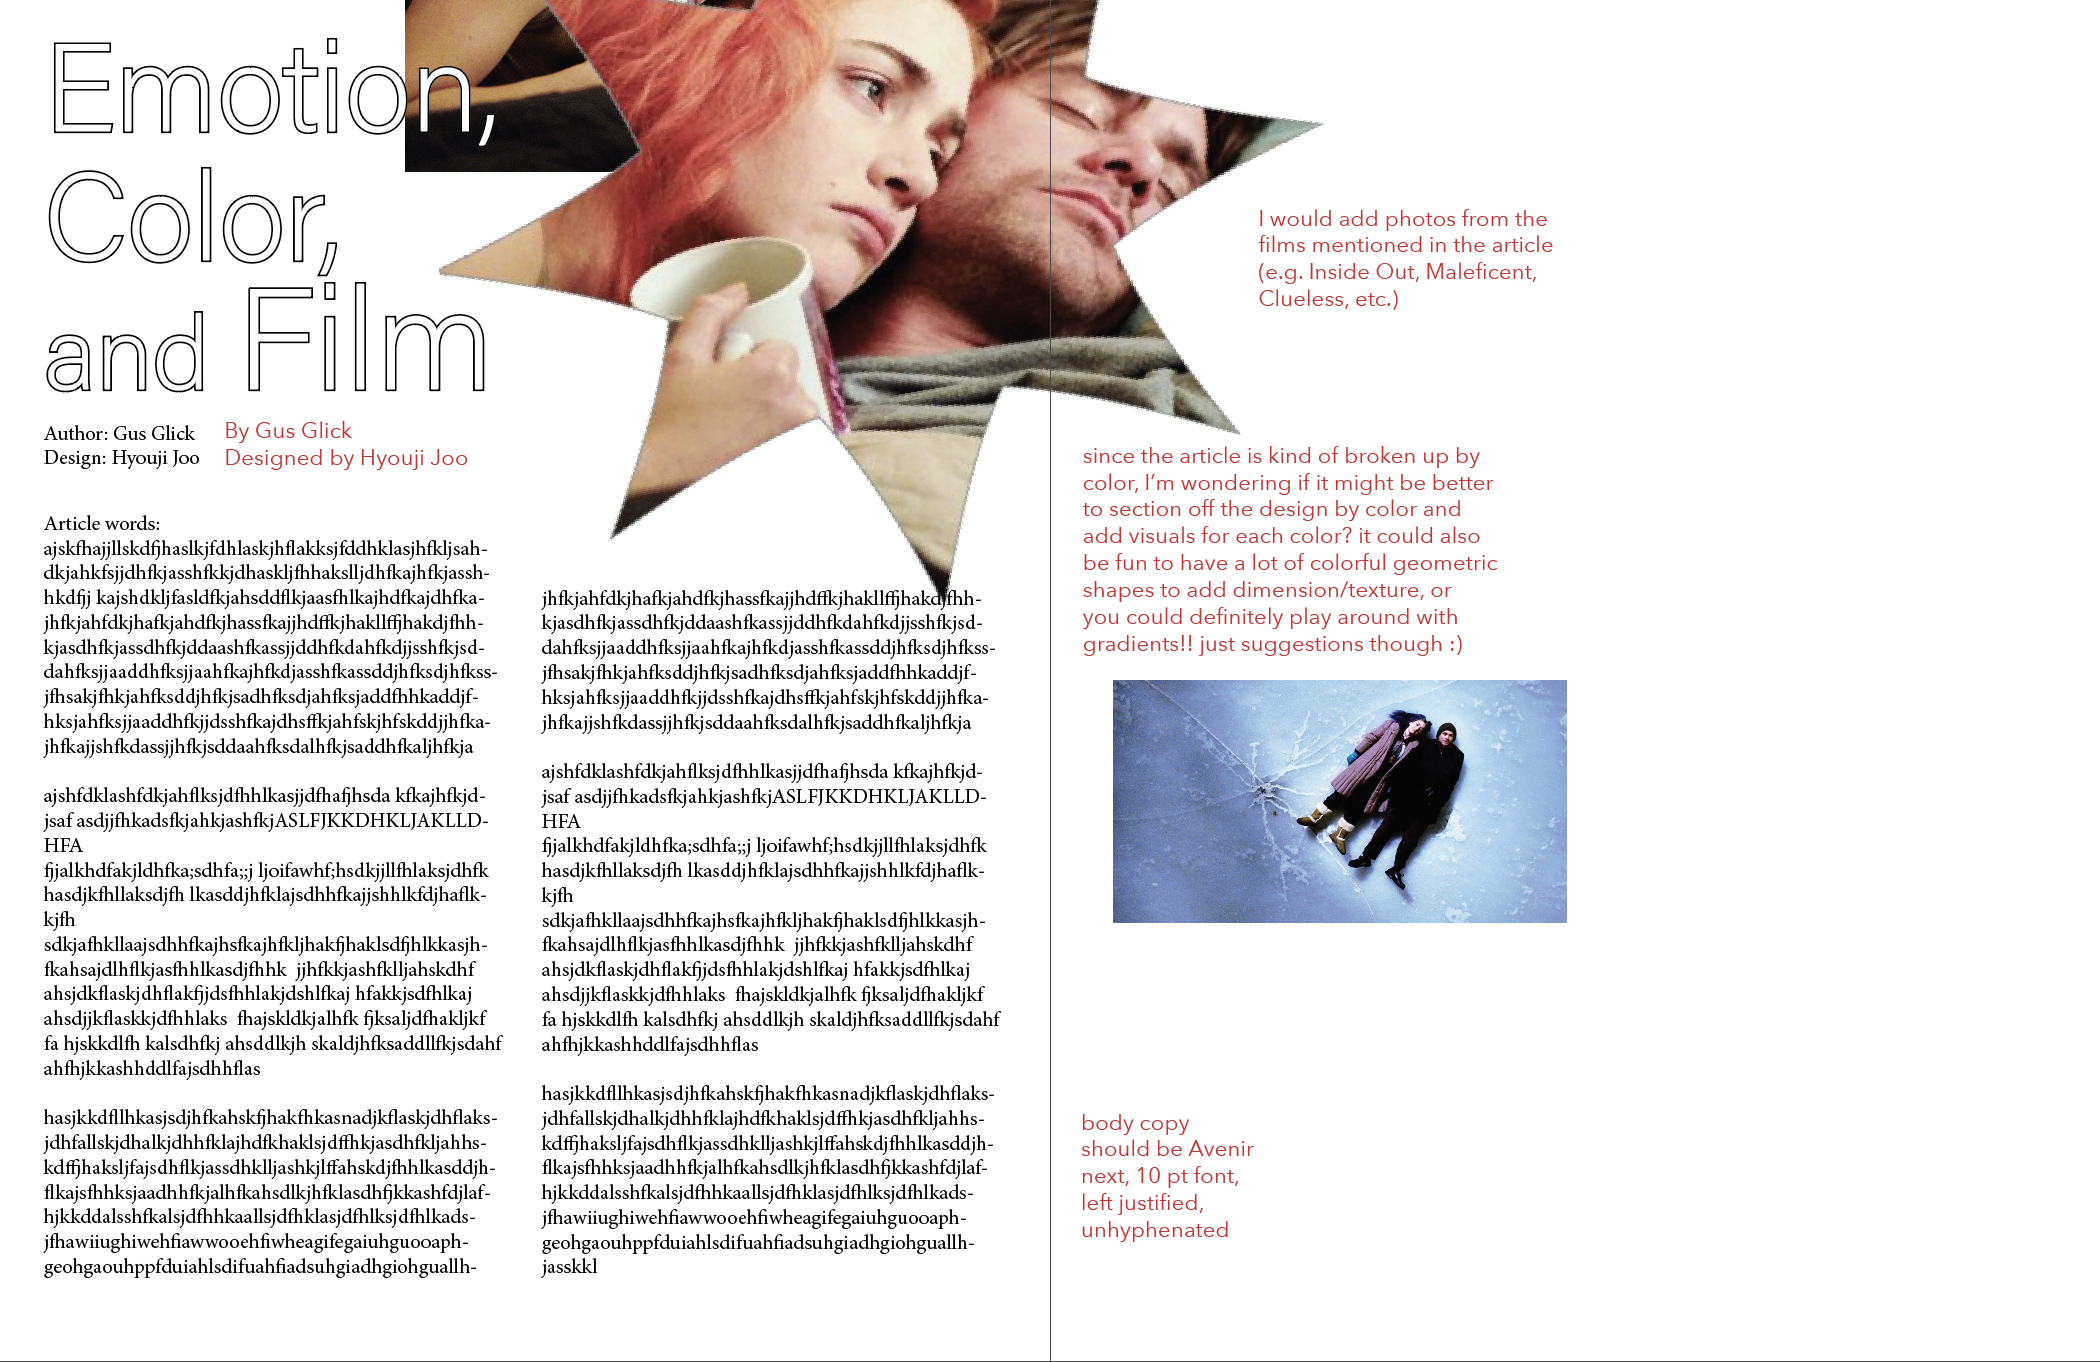 Emotion,
Color,
and Film
Author: Gus Glick
Design: Hyouji Joo
By Gus Glick
Designed by Hyouji Joo
Article words:
ajskfhajjllskdfjhaslkjfdhlaskjhflakksjfddhklasjhfkljsah-
dkjahkfsjjdhfkjasshfkkjdhaskljfhhakslljdhfkajhfkjassh-
hkdfjj kajshdkljfasldfkjahsddflkjaasfhlkajhdfkajdhfka-
jhfkjahfdkjhafkjahdfkjhassfkajjhdffkjhakllffjhakdjfhh-
kjasdhfkjassdhfkjddaashfkassjjddhfkdahfkdjjsshfkjsd-
dahfksjjaaddhfksjjaahfkajhfkdjasshfkassddjhfksdjhfkss-
jfhsakjfhkjahfksddjhfkjsadhfksdjahfksjaddfhhkaddjf-
hksjahfksjjaaddhfkjjdsshfkajdhsffkjahfskjhfskddjjhfka-
jhfkajjshfkdassjjhfkjsddaahfksdalhfkjsaddhfkaljhfkja
ajshfdklashfdkjahflksjdfhhlkasjjdfhafjhsda kfkajhfkjd-
jsaf asdjjfhkadsfkjahkjashfkjASLFJKKDHKLJAKLLD-
HFA
fjjalkhdfakjldhfka;sdhfa;;j ljoifawhf;hsdkjjllfhlaksjdhfk
hasdjkfhllaksdjfh lkasddjhfklajsdhhfkajjshhlkfdjhaflk-
kjfh
sdkjafhkllaajsdhhfkajhsfkajhfkljhakfjhaklsdfjhlkkasjh-
fkahsajdlhflkjasfhhlkasdjfhhk  jjhfkkjashfklljahskdhf
ahsjdkflaskjdhflakfjjdsfhhlakjdshlfkaj hfakkjsdfhlkaj
ahsdjjkflaskkjdfhhlaks  fhajskldkjalhfk fjksaljdfhakljkf
fa hjskkdlfh kalsdhfkj ahsddlkjh skaldjhfksaddllfkjsdahf
ahfhjkkashhddlfajsdhhflas
hasjkkdfllhkasjsdjhfkahskfjhakfhkasnadjkflaskjdhflaks-
jdhfallskjdhalkjdhhfklajhdfkhaklsjdffhkjasdhfkljahhs-
kdffjhaksljfajsdhflkjassdhklljashkjlffahskdjfhhlkasddjh-
flkajsfhhksjaadhhfkjalhfkahsdlkjhfklasdhfjkkashfdjlaf-
hjkkddalsshfkalsjdfhhkaallsjdfhklasjdfhlksjdfhlkads-
jfhawiiughiwehfiawwooehfiwheagifegaiuhguooaph-
geohgaouhppfduiahlsdifuahfiadsuhgiadhgiohguallh-
jhfkjahfdkjhafkjahdfkjhassfkajjhdffkjhakllffjhakdjfhh-
kjasdhfkjassdhfkjddaashfkassjjddhfkdahfkdjjsshfkjsd-
dahfksjjaaddhfksjjaahfkajhfkdjasshfkassddjhfksdjhfkss-
jfhsakjfhkjahfksddjhfkjsadhfksdjahfksjaddfhhkaddjf-
hksjahfksjjaaddhfkjjdsshfkajdhsffkjahfskjhfskddjjhfka-
jhfkajjshfkdassjjhfkjsddaahfksdalhfkjsaddhfkaljhfkja
ajshfdklashfdkjahflksjdfhhlkasjjdfhafjhsda kfkajhfkjd-
jsaf asdjjfhkadsfkjahkjashfkjASLFJKKDHKLJAKLLD-
HFA
fjjalkhdfakjldhfka;sdhfa;;j ljoifawhf;hsdkjjllfhlaksjdhfk
hasdjkfhllaksdjfh lkasddjhfklajsdhhfkajjshhlkfdjhaflk-
kjfh
sdkjafhkllaajsdhhfkajhsfkajhfkljhakfjhaklsdfjhlkkasjh-
fkahsajdlhflkjasfhhlkasdjfhhk  jjhfkkjashfklljahskdhf
ahsjdkflaskjdhflakfjjdsfhhlakjdshlfkaj hfakkjsdfhlkaj
ahsdjjkflaskkjdfhhlaks  fhajskldkjalhfk fjksaljdfhakljkf
fa hjskkdlfh kalsdhfkj ahsddlkjh skaldjhfksaddllfkjsdahf
ahfhjkkashhddlfajsdhhflas
hasjkkdfllhkasjsdjhfkahskfjhakfhkasnadjkflaskjdhflaks-
jdhfallskjdhalkjdhhfklajhdfkhaklsjdffhkjasdhfkljahhs-
kdffjhaksljfajsdhflkjassdhklljashkjlffahskdjfhhlkasddjh-
flkajsfhhksjaadhhfkjalhfkahsdlkjhfklasdhfjkkashfdjlaf-
hjkkddalsshfkalsjdfhhkaallsjdfhklasjdfhlksjdfhlkads-
jfhawiiughiwehfiawwooehfiwheagifegaiuhguooaph-
geohgaouhppfduiahlsdifuahfiadsuhgiadhgiohguallh-
jasskkl
I would add photos from the
films mentioned in the article
(e.g. Inside Out, Maleficent,
Clueless, etc.)
since the article is kind of broken up by
color, I'm wondering if it might be better
to section off the design by color and
add visuals for each color? it could also
be fun to have a lot of colorful geometric
shapes to add dimension/texture, or
you could definitely play around with
gradients!! just suggestions though :)
body copy
should be Avenir
next, 10 pt font,
left justified,
unhyphenated